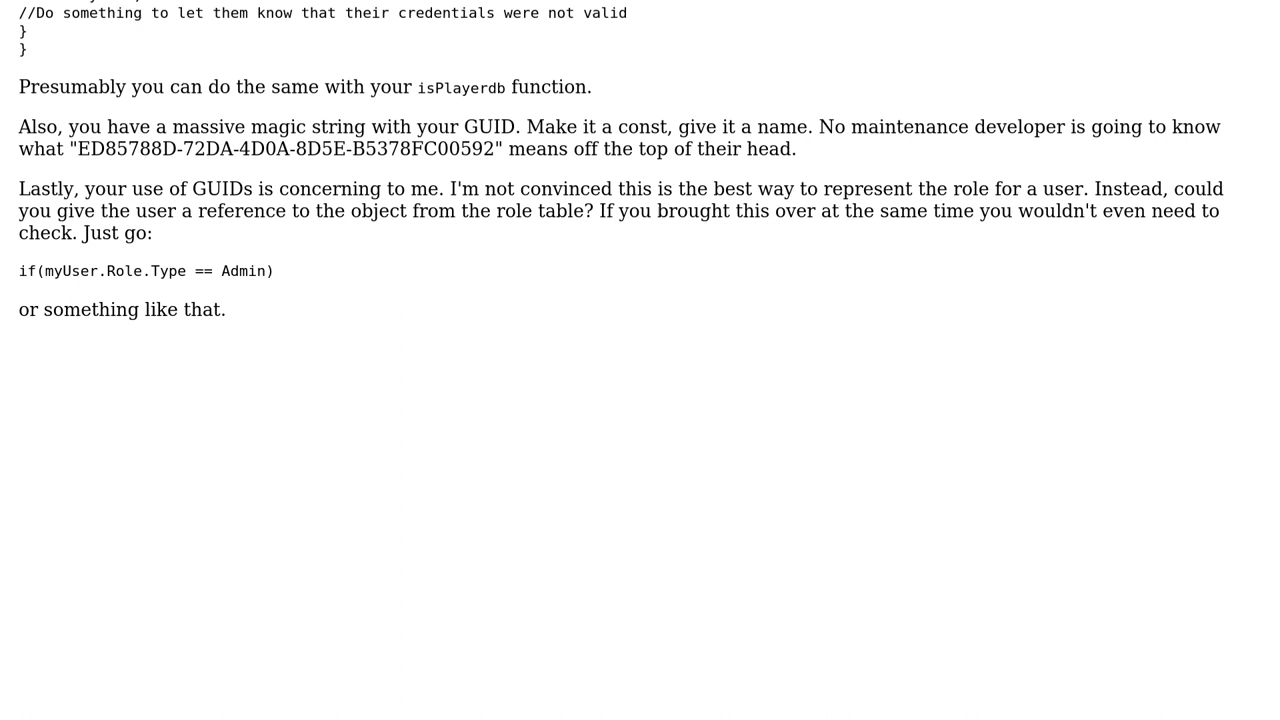 //Do something to let them know that their credentials were not valid
}
}
Presumably you can do the same with your isPlayerdb function.
Also, you have a massive magic string with your GUID. Make it a const, give it a name. No maintenance developer is going to know
what "ED85788D-72DA-4D0A-8D5E-B5378FC00592" means off the top of their head.
Lastly, your use of GUIDs is concerning to me. I'm not convinced this is the best way to represent the role for a user. Instead, could
you give the user a reference to the object from the role table? If you brought this over at the same time you wouldn't even need to
check. Just go:
if(myUser.Role.Type == Admin)
or something like that.